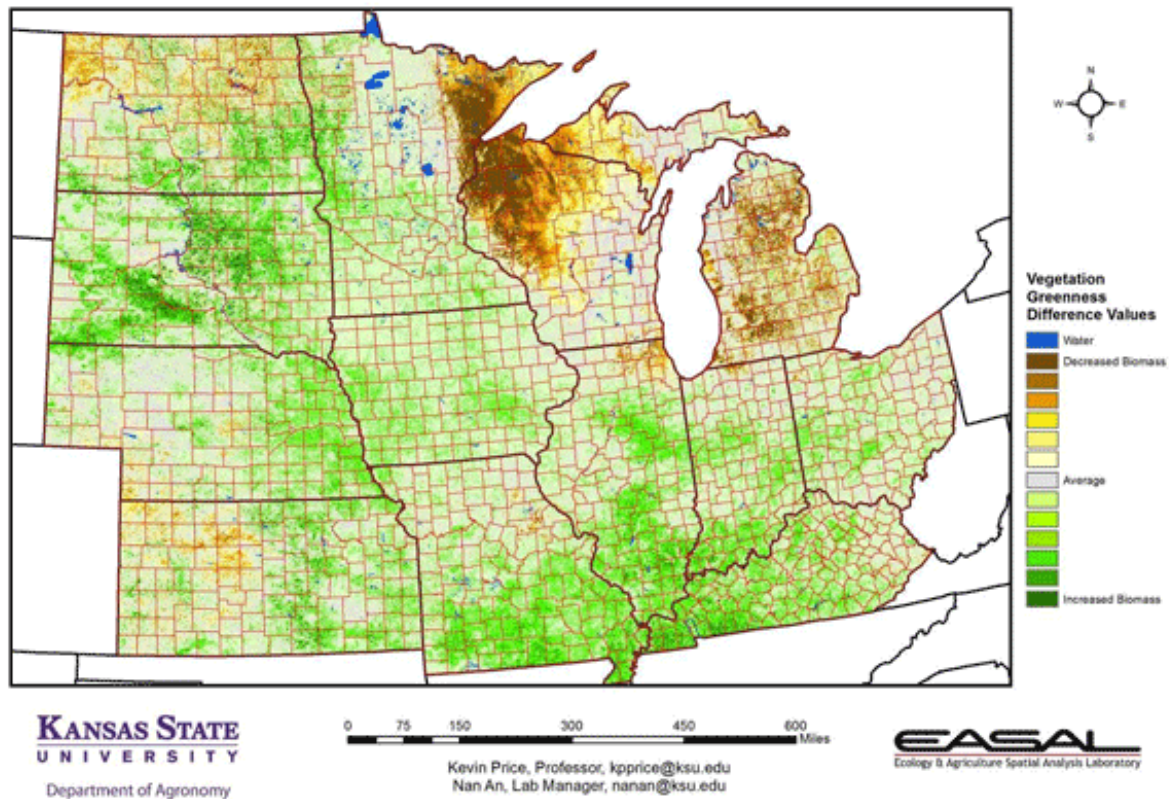 N
W E
S
Vegetation
Greenness
Difference Values
Water
Decreased Biomass
Average
Increased Biomass
KANSAS STATE
UNIVERSITY
Department of Agronomy
0 75 150 300 450 600
Miles
Kevin Price, Professor, kpprice@ksu.edu
Nan An, Lab Manager, nanan@ksu.edu
EASAL
Ecology & Agriculture Spatial Analysis Laboratory